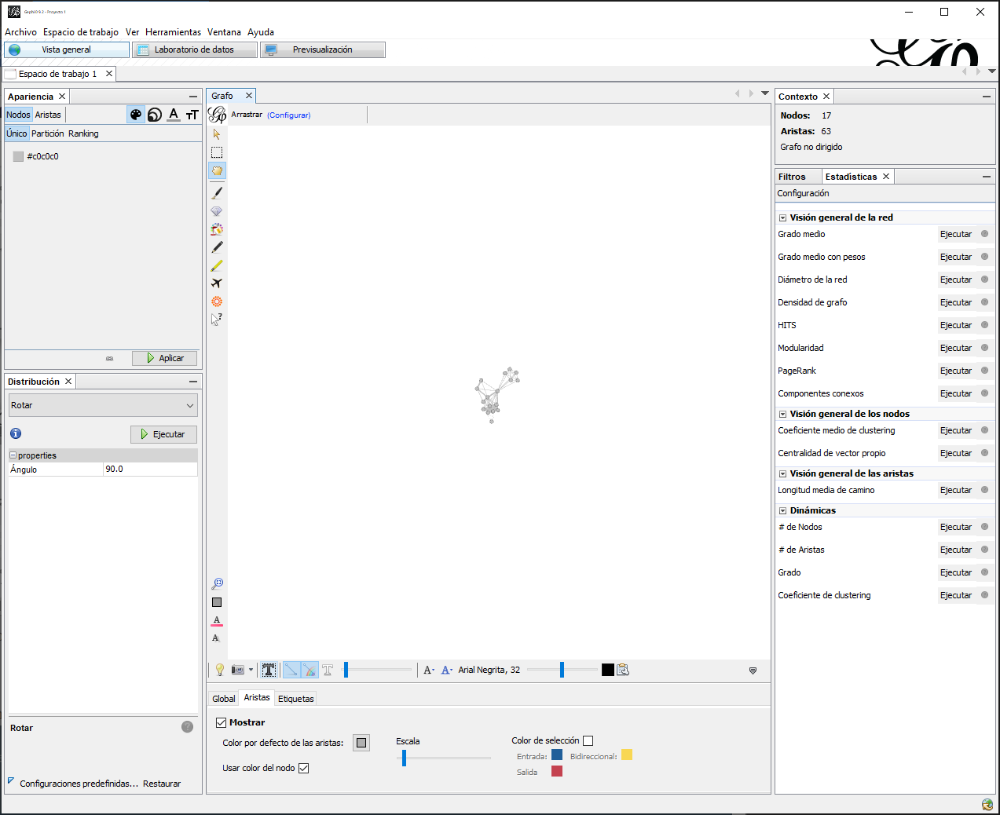 Gephi 0.9.2 - Proyecto 1
Archivo Espacio de trabajo Ver Herramientas Ventana Ayuda
Vista general Laboratorio de datos Previsualización
Espacio de trabajo 1
Apariencia
Nodos Aristas
Único Partición Ranking
#c0c0c0
Aplicar
Distribución
Rotar
Ejecutar
properties
Ángulo 90.0
Rotar
Configuraciones predefinidas... Restaurar
Grafo
Arrastrar (Configurar)
Arial Negrita, 32
Global Aristas Etiquetas
Mostrar
Color por defecto de las aristas:
Usar color del nodo
Escala
Color de selección
Entrada: Bidireccional:
Salida
Contexto
Nodos: 17
Aristas: 63
Grafo no dirigido
Filtros Estadísticas
Configuración
Visión general de la red
Grado medio Ejecutar
Grado medio con pesos Ejecutar
Diámetro de la red Ejecutar
Densidad de grafo Ejecutar
HITS Ejecutar
Modularidad Ejecutar
PageRank Ejecutar
Componentes conexos Ejecutar
Visión general de los nodos
Coeficiente medio de clustering Ejecutar
Centralidad de vector propio Ejecutar
Visión general de las aristas
Longitud media de camino Ejecutar
Dinámicas
# de Nodos Ejecutar
# de Aristas Ejecutar
Grado Ejecutar
Coeficiente de clustering Ejecutar